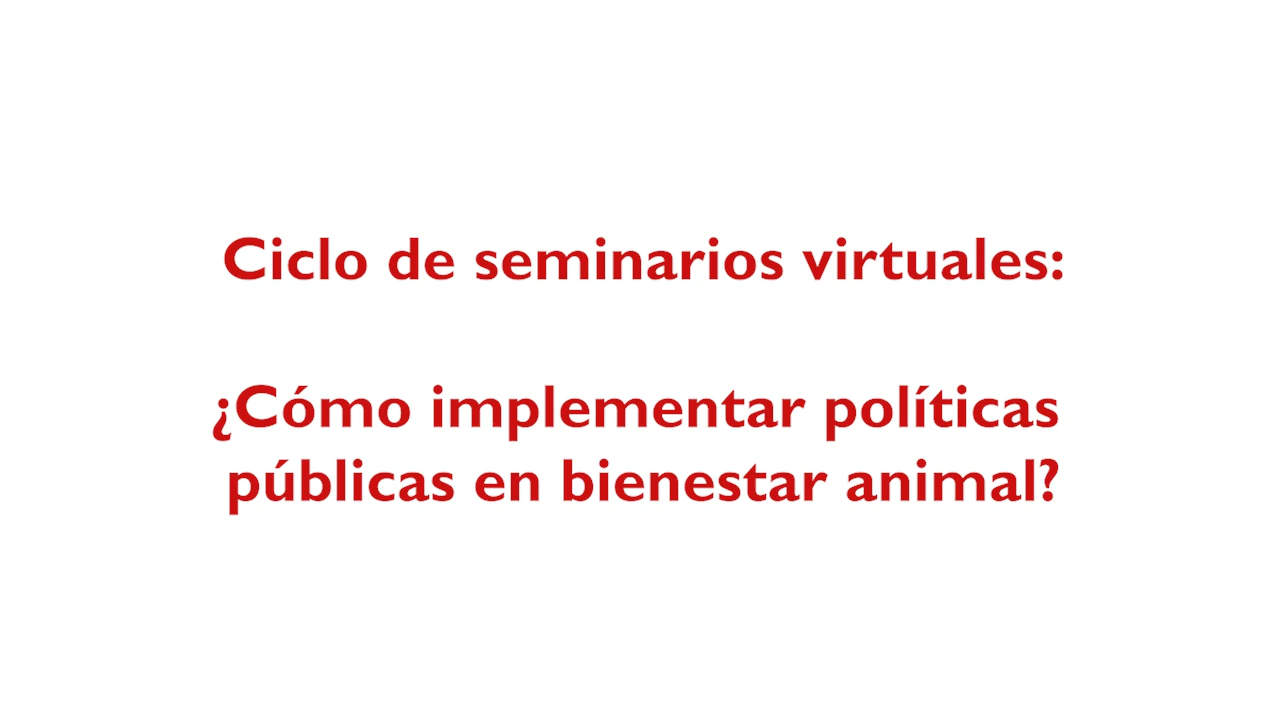 Ciclo de seminarios virtuales:
¿Cómo implementar políticas
públicas en bienestar animal?